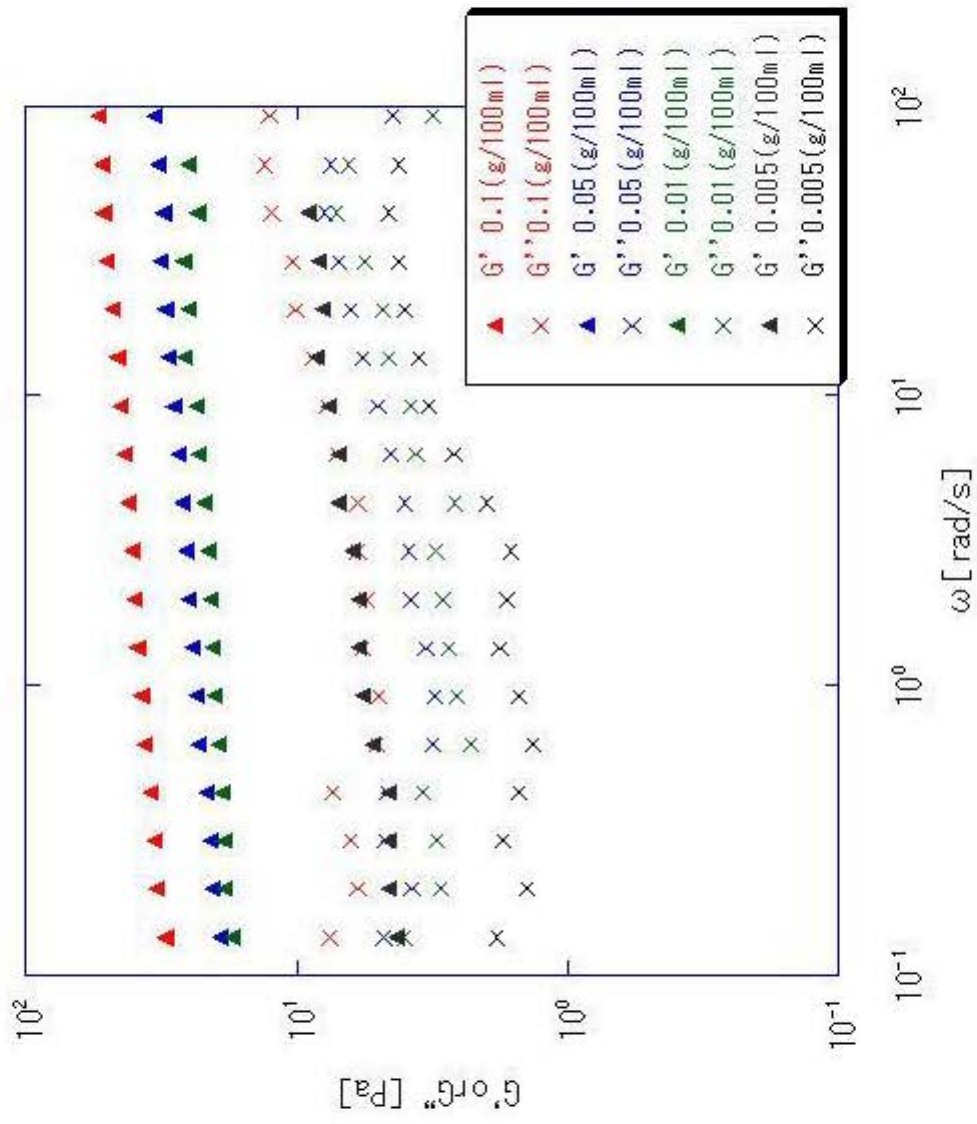 G'orG" [Pa]
10²
10¹
10⁰
10⁻¹
10⁻¹
10⁰
10¹
10²
ω[rad/s]
G' 0.1(g/100ml)
G''0.1(g/100ml)
G' 0.05(g/100ml)
G''0.05(g/100ml)
G' 0.01(g/100ml)
G''0.01(g/100ml)
G' 0.005(g/100ml)
G''0.005(g/100ml)